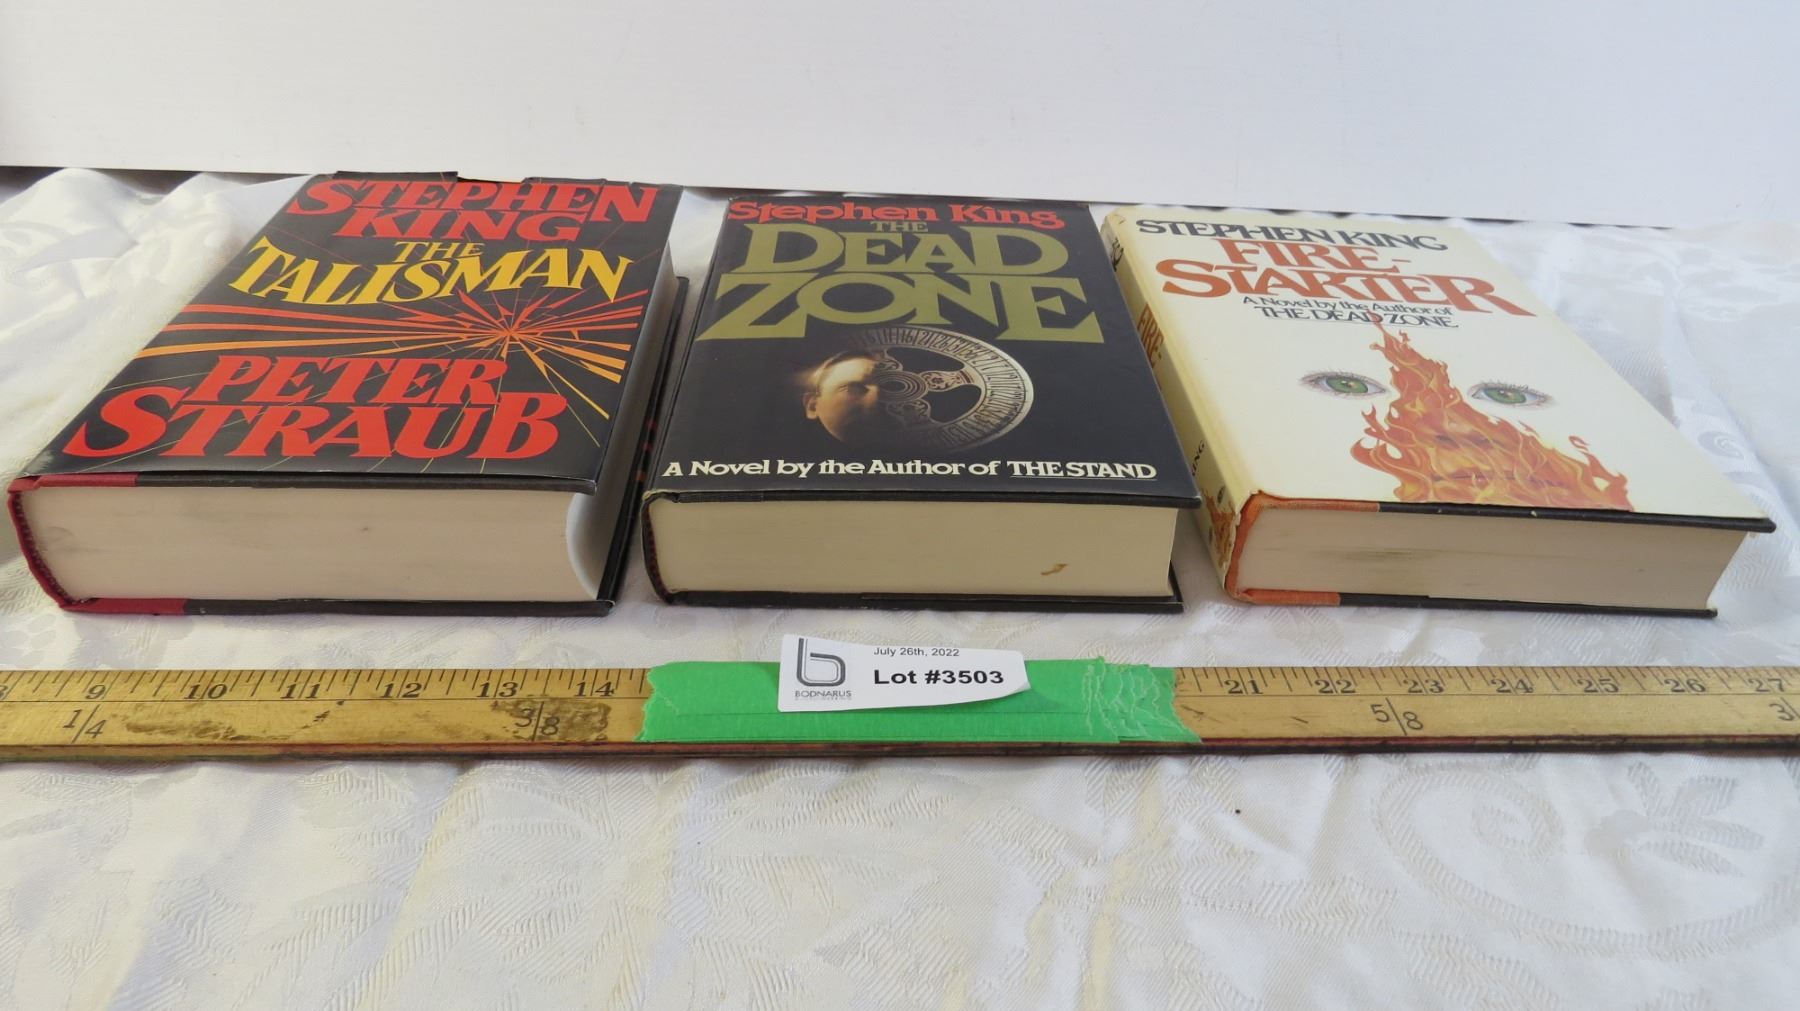 STEPHEN
KING
THE
TALISMAN
PETER
STRAUB
Stephen King
THE
DEAD
ZONE
A Novel by the Author of THE STAND
STEPHEN KING
FIRE-
STARTER
A Novel by the Author of
THE DEAD ZONE
FIRE-
KING
July 26th, 2022
Lot #3503
BODNARUS
9 10 11 12 13 14 21 22 23 24 25 26 27
1/4 3/8 5/8 3